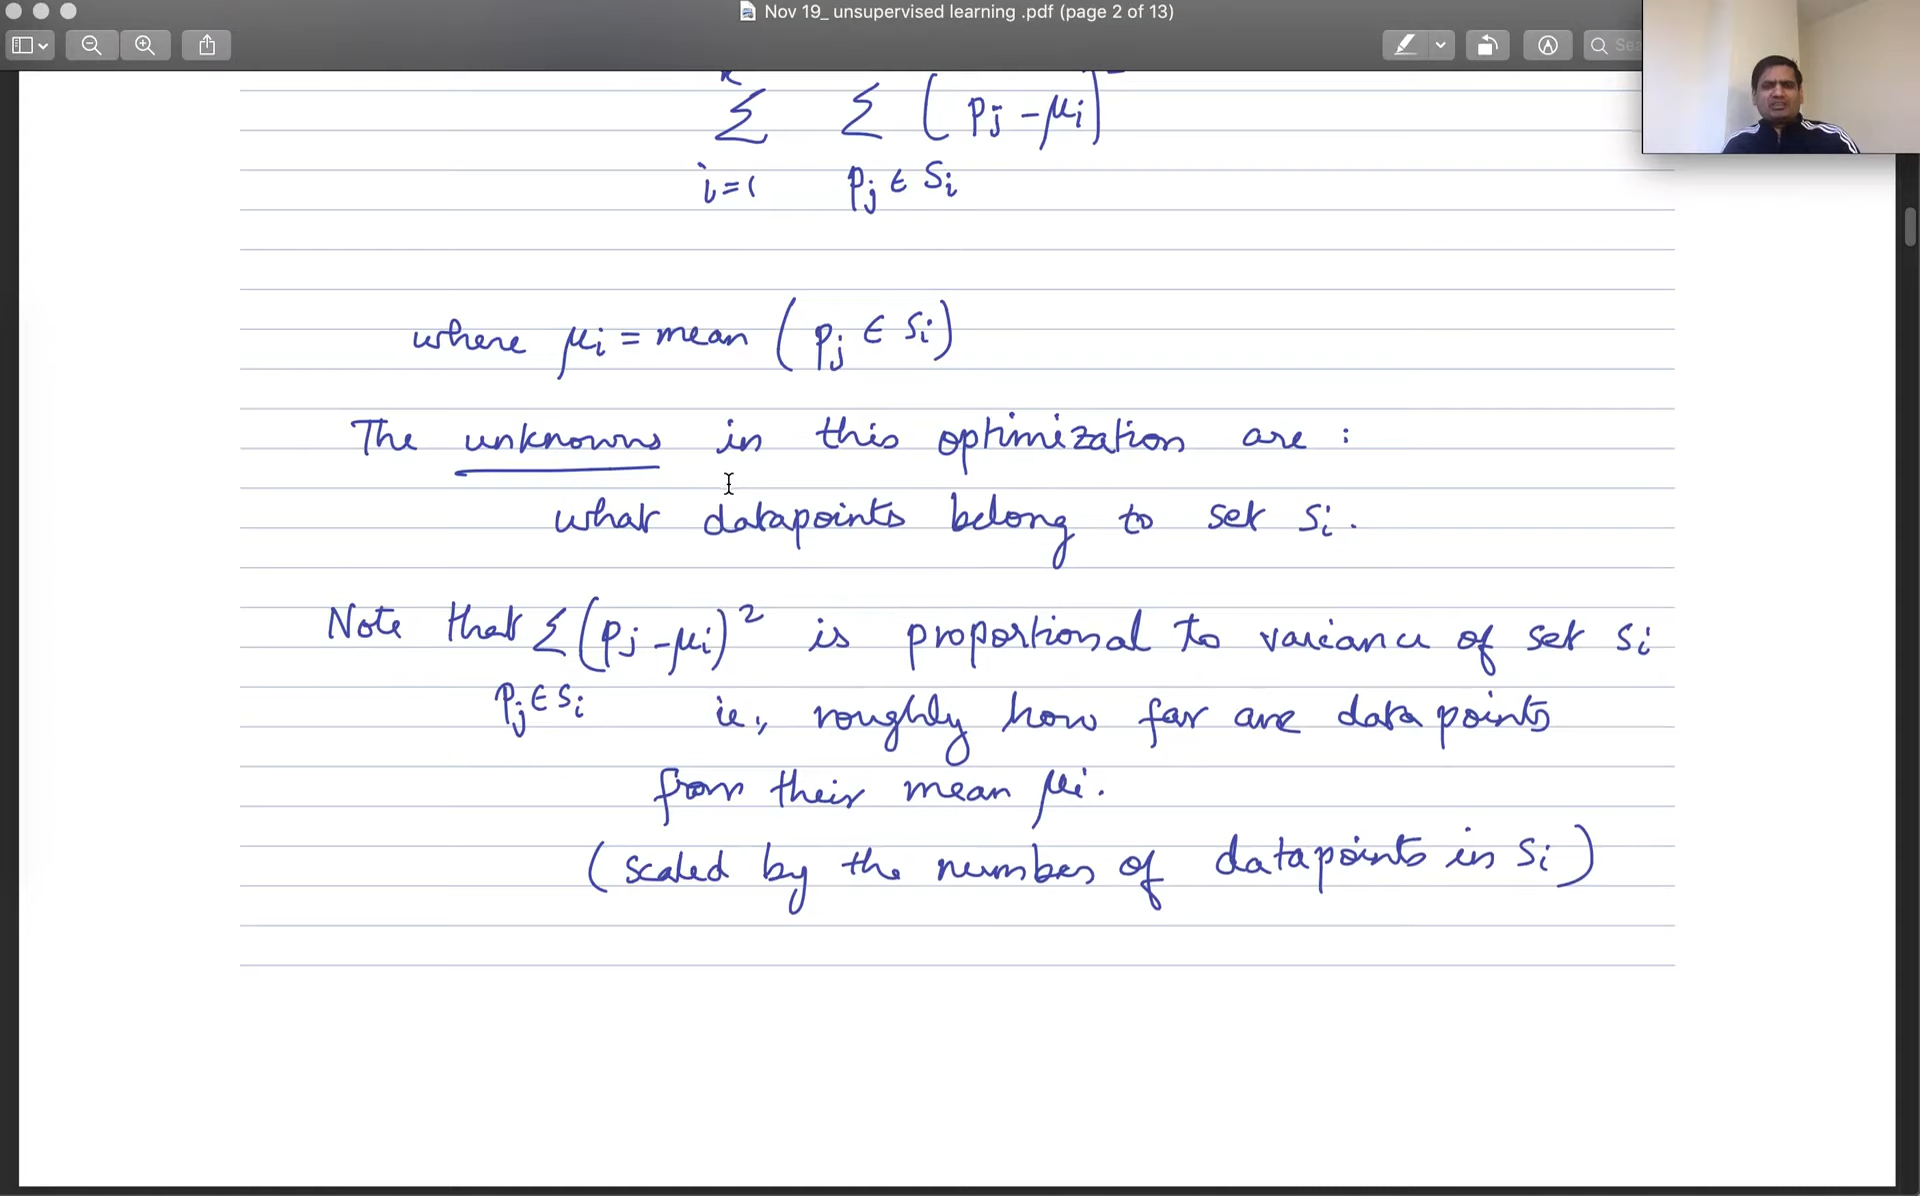 Nov 19_ unsupervised learning .pdf (page 2 of 13)
Sea
k
Σ Σ (pj - μi)
i=1 pj ∈ Si
where μi = mean (pj ∈ Si)
The unknowns in this optimization are :
what datapoints belong to set Si.
Note that Σ(pj - μi)² is proportional to variance of set Si
pj ∈ Si ie., roughly how far are data points
from their mean μi.
(scaled by the number of datapoints in Si)